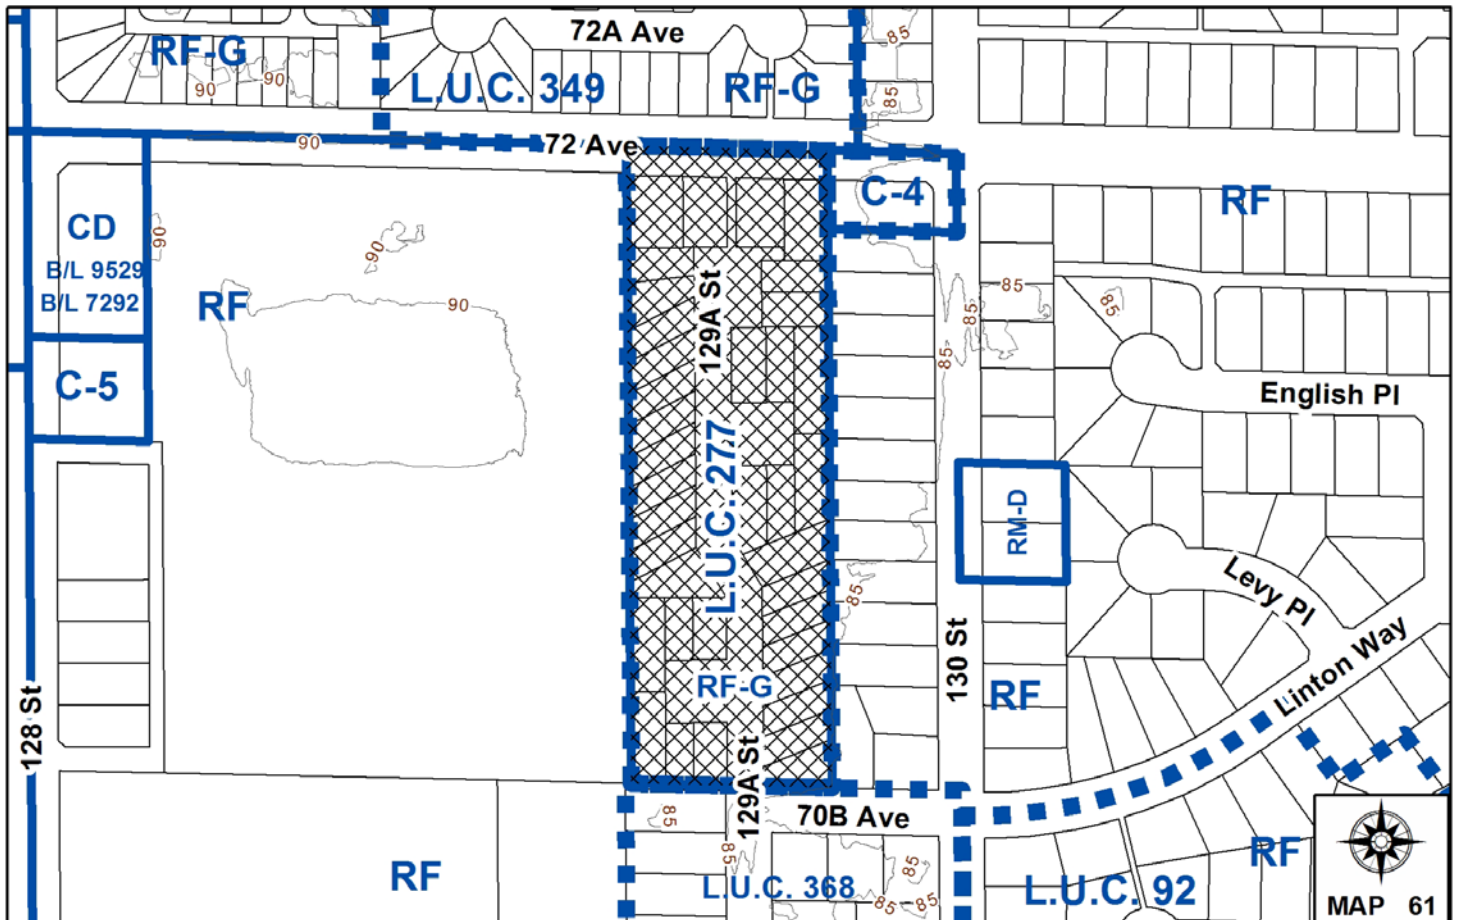 72A Ave
85
RF-G
90
90
L.U.C. 349
RF-G
85
90
72 Ave
C-4
RF
CD
B/L 9529
B/L 7292
90
90
RF
90
129A St
85
85
85
85
C-5
English Pl
L.U.C. 277
RM-D
85
Levy Pl
130 St
Linton Way
RF-G
RF
128 St
129A St
85
70B Ave
85
85
RF
RF
L.U.C. 368
85
85
L.U.C. 92
MAP 61